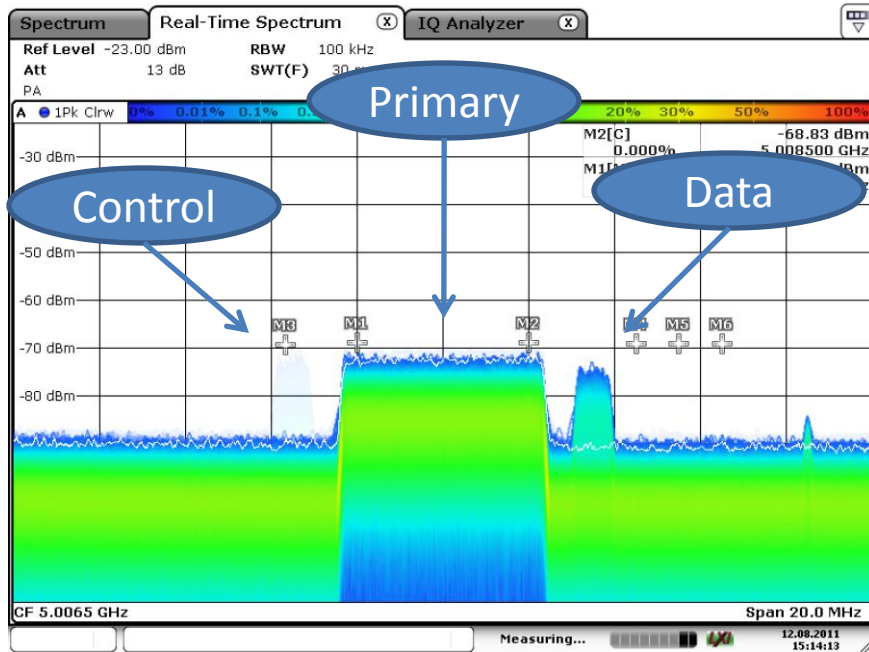 Spectrum Real-Time Spectrum X IQ Analyzer X
Ref Level -23.00 dBm RBW 100 kHz
Att 13 dB SWT(F) 30
PA
A 1Pk Clrw 0% 0.01% 0.1% 20% 30% 50% 100%
Primary
M2[C] -68.83 dBm
0.000% 5.008500 GHz
-30 dBm
Control
Data
-50 dBm
-60 dBm
M3 M1 M2 M5 M6
-70 dBm
-80 dBm
CF 5.0065 GHz Span 20.0 MHz
Measuring... LXI 12.08.2011
15:14:13